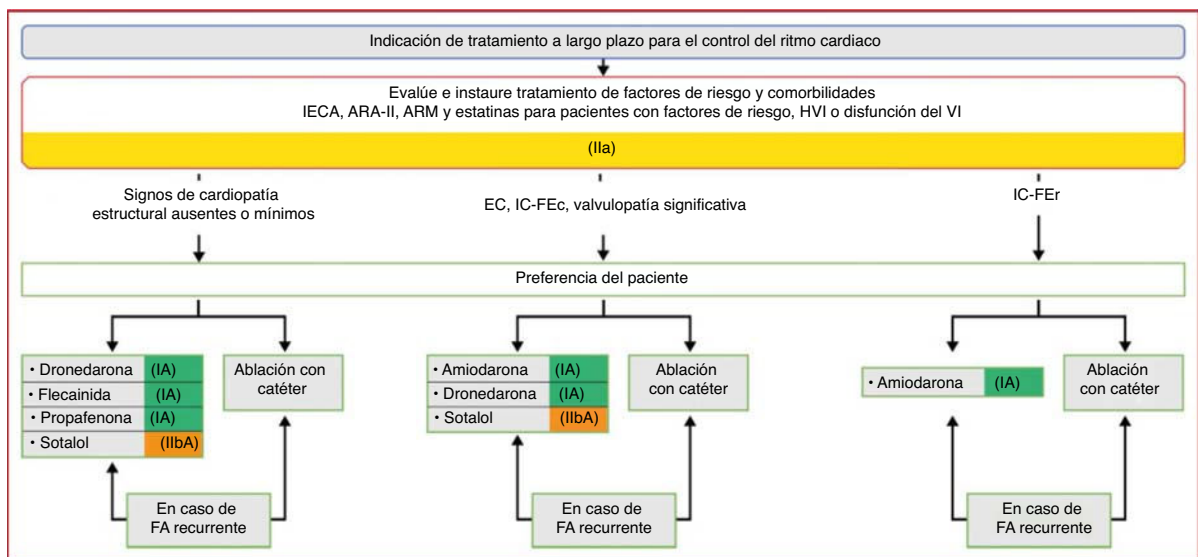 Indicación de tratamiento a largo plazo para el control del ritmo cardiaco
Evalúe e instaure tratamiento de factores de riesgo y comorbilidades
IECA, ARA-II, ARM y estatinas para pacientes con factores de riesgo, HVI o disfunción del VI
(IIa)
Signos de cardiopatía
estructural ausentes o mínimos
EC, IC-FEc, valvulopatía significativa
IC-FEr
Preferencia del paciente
• Dronedarona (IA)
• Flecainida (IA)
• Propafenona (IA)
• Sotalol (IIbA)
Ablación con
catéter
• Amiodarona (IA)
• Dronedarona (IA)
• Sotalol (IIbA)
Ablación
con catéter
• Amiodarona (IA)
Ablación
con catéter
En caso de
FA recurrente
En caso de
FA recurrente
En caso de
FA recurrente